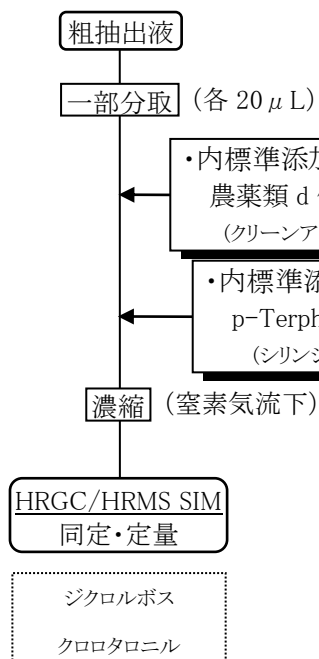 粗抽出液
一部分取 (各 20μL)
・内標準添加
農薬類 d
(クリーンア
・内標準添
p-Terph
(シリンジ
濃縮 (窒素気流下)
HRGC/HRMS SIM
同定・定量
ジクロルボス
クロロタロニル